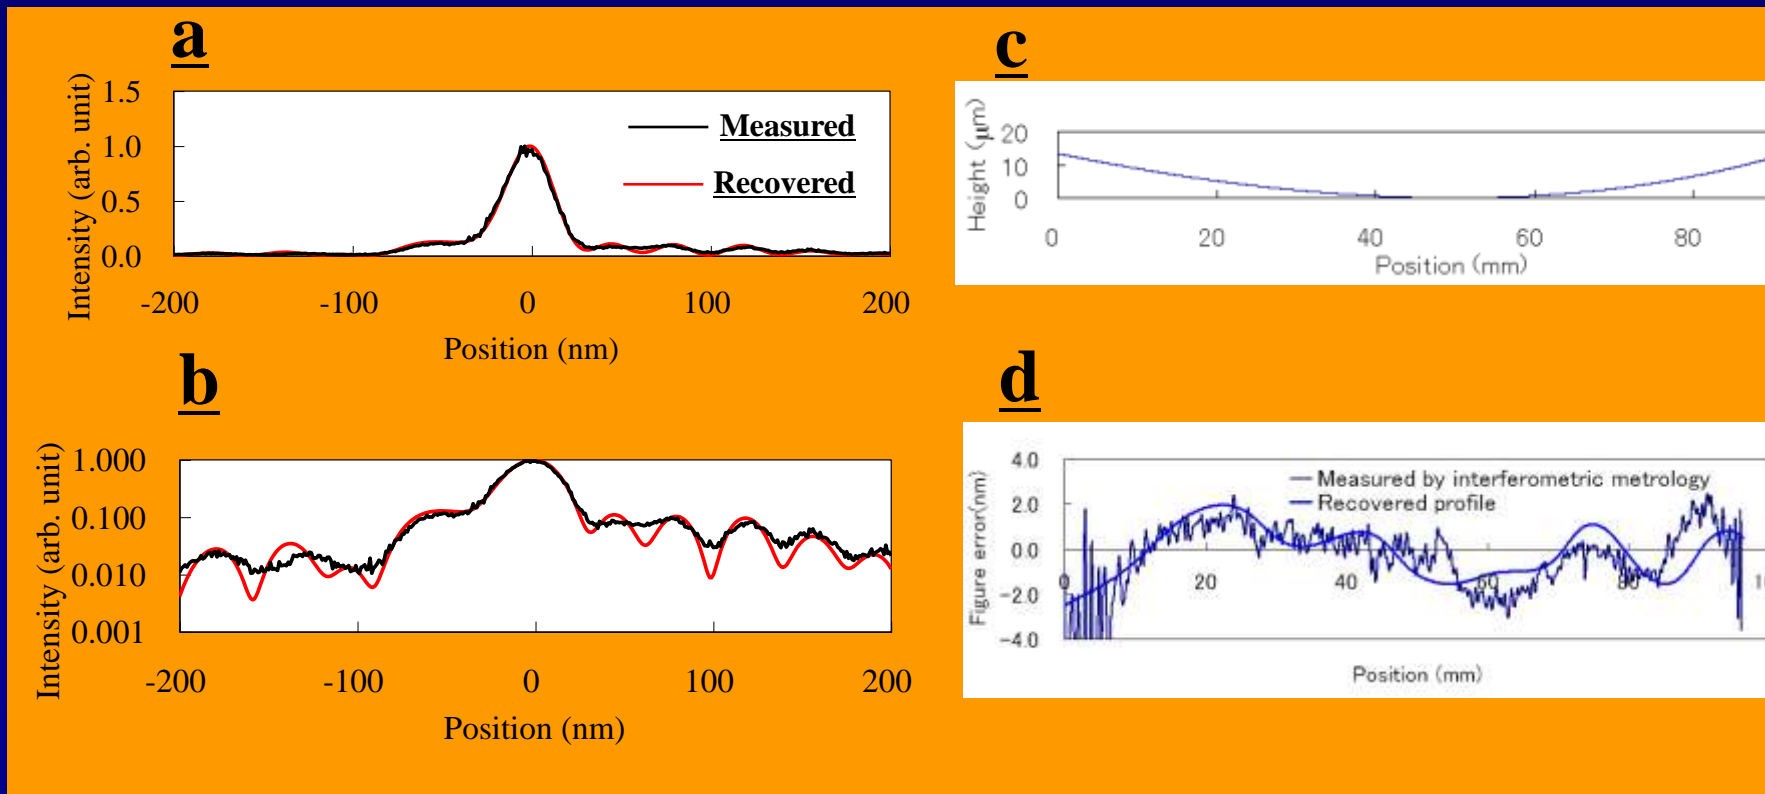 a
Intensity (arb. unit)
1.5
1.0
0.5
0.0
Measured
Recovered
-200
-100
0
100
200
Position (nm)
b
Intensity (arb. unit)
1.000
0.100
0.010
0.001
-200
-100
0
100
200
Position (nm)
c
Height (μm)
20
10
0
0
20
40
60
80
Position (mm)
d
Figure error(nm)
4.0
2.0
0.0
-2.0
-4.0
Measured by interferometric metrology
Recovered profile
0
20
40
60
80
Position (mm)